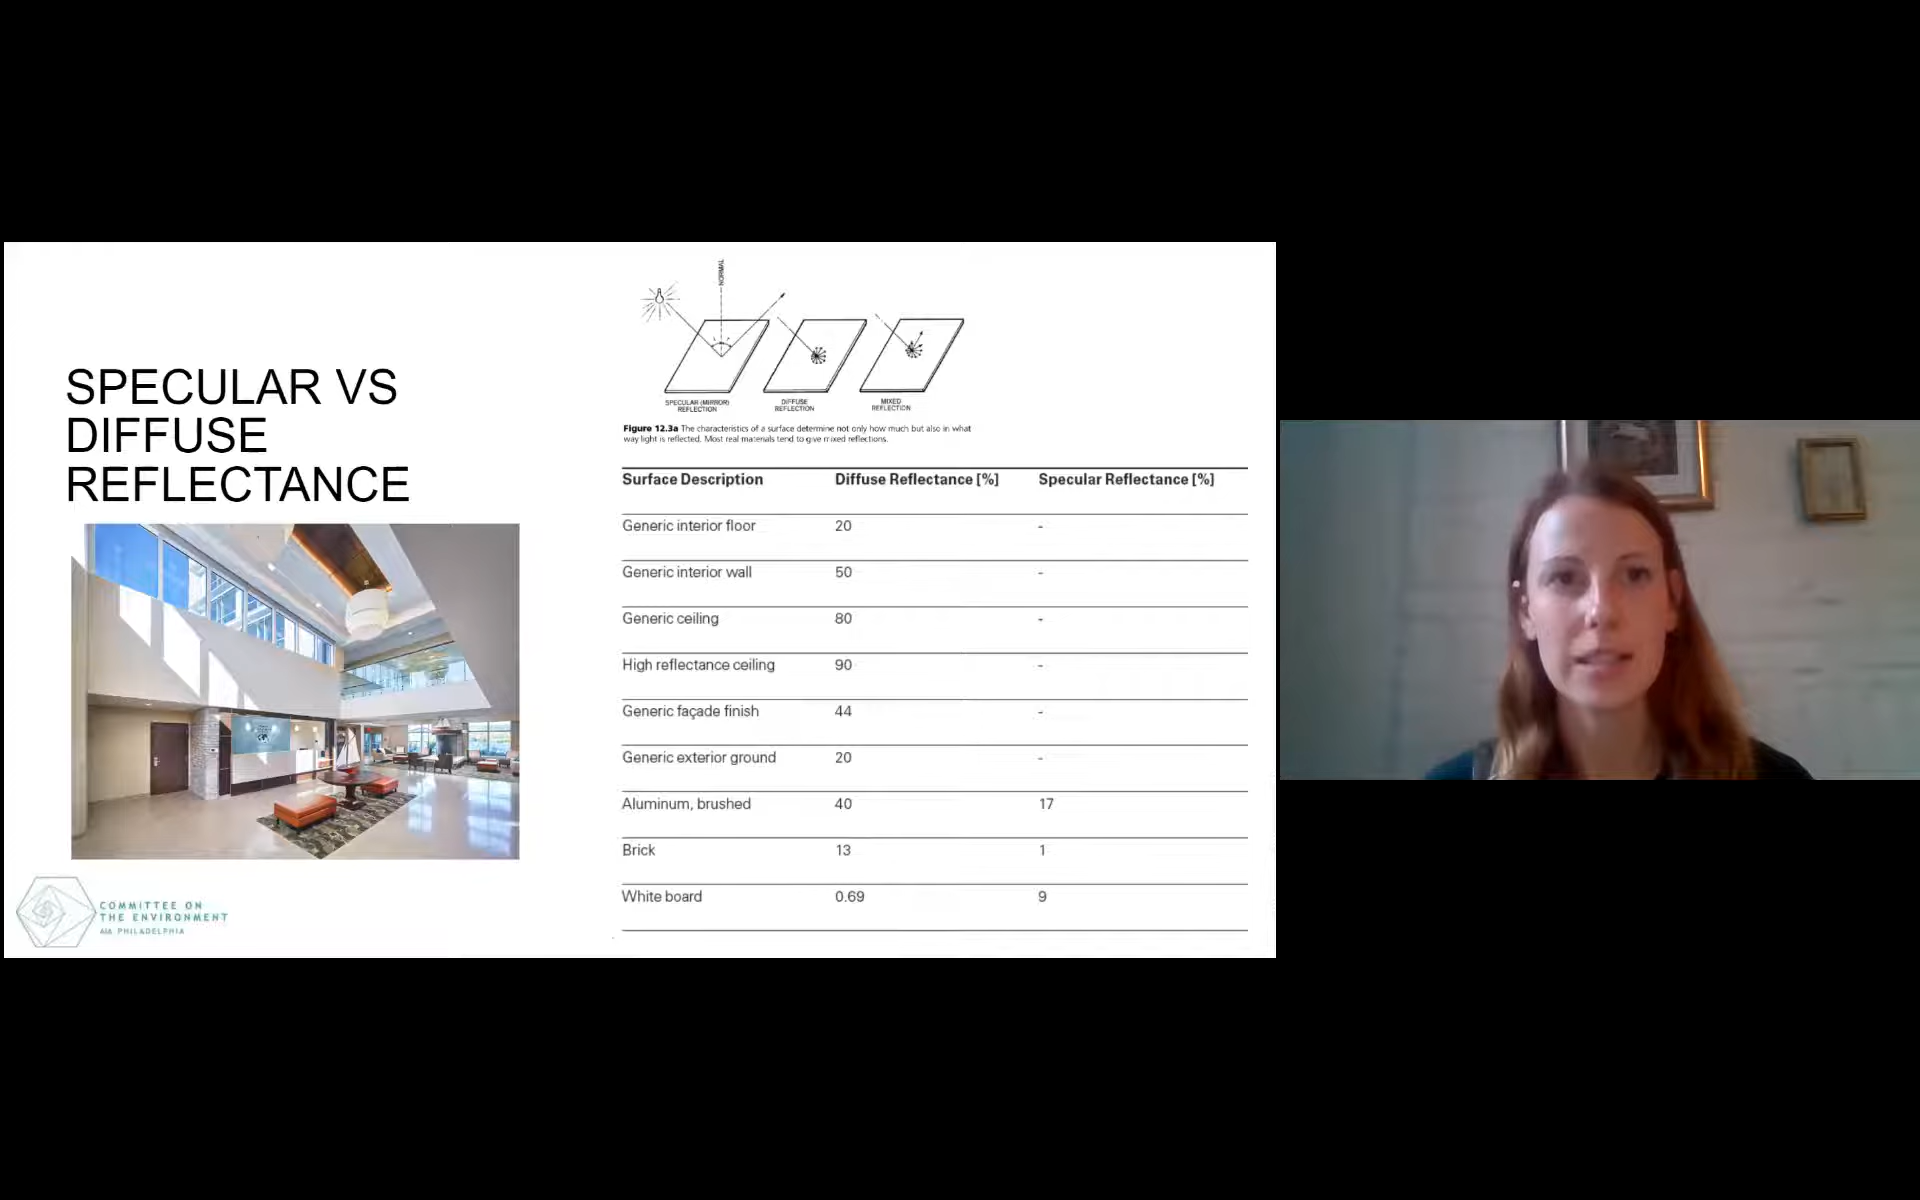 SPECULAR VS
DIFFUSE
REFLECTANCE
NORMAL
SPECULAR (MIRROR)
REFLECTION
DIFFUSE
REFLECTION
MIXED
REFLECTION
Figure 12.3a The characteristics of a surface determine not only how much but also in what
way light is reflected. Most real materials tend to give mixed reflections.
Surface Description Diffuse Reflectance [%] Specular Reflectance [%]
Generic interior floor 20 -
Generic interior wall 50 -
Generic ceiling 80 -
High reflectance ceiling 90 -
Generic façade finish 44 -
Generic exterior ground 20 -
Aluminum, brushed 40 17
Brick 13 1
White board 0.69 9
COMMITTEE ON
THE ENVIRONMENT
AIA PHILADELPHIA